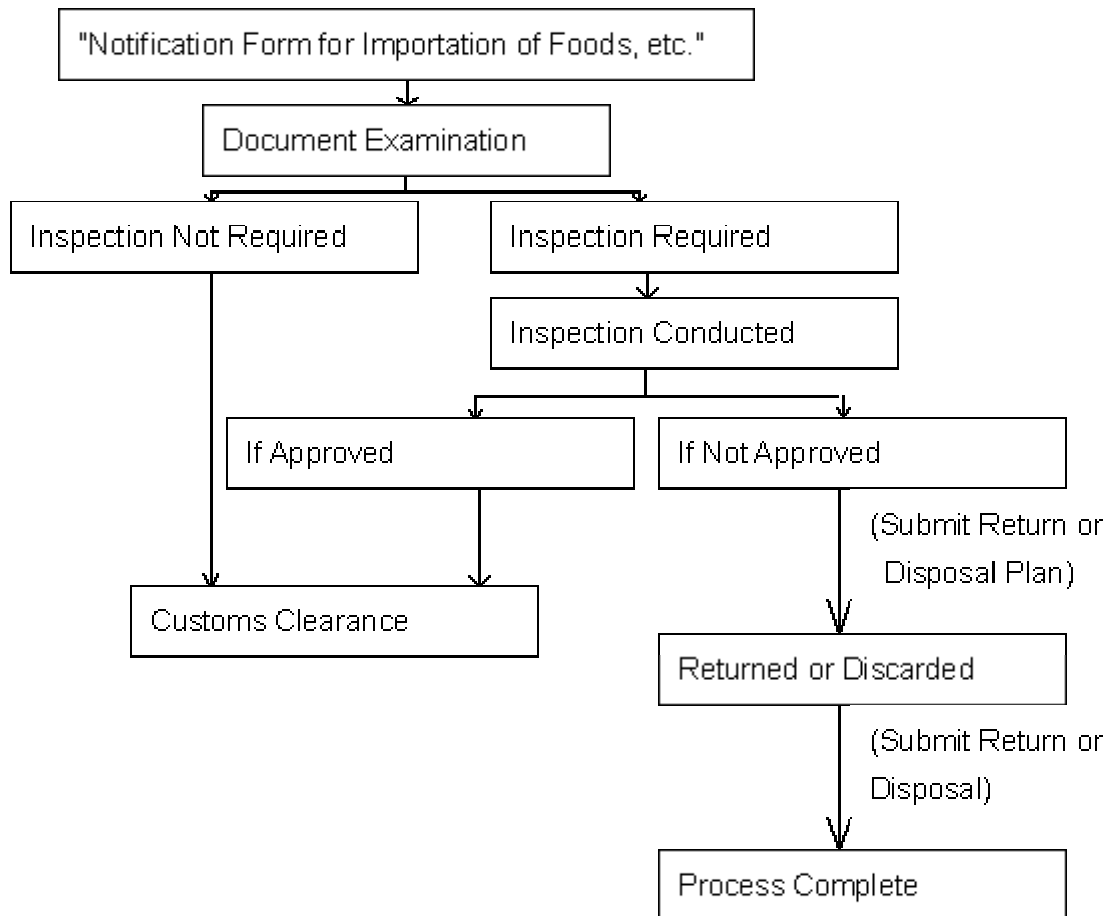 "Notification Form for Importation of Foods, etc."
Document Examination
Inspection Not Required
Inspection Required
Inspection Conducted
If Approved
If Not Approved
(Submit Return or
Disposal Plan)
Customs Clearance
Returned or Discarded
(Submit Return or
Disposal)
Process Complete